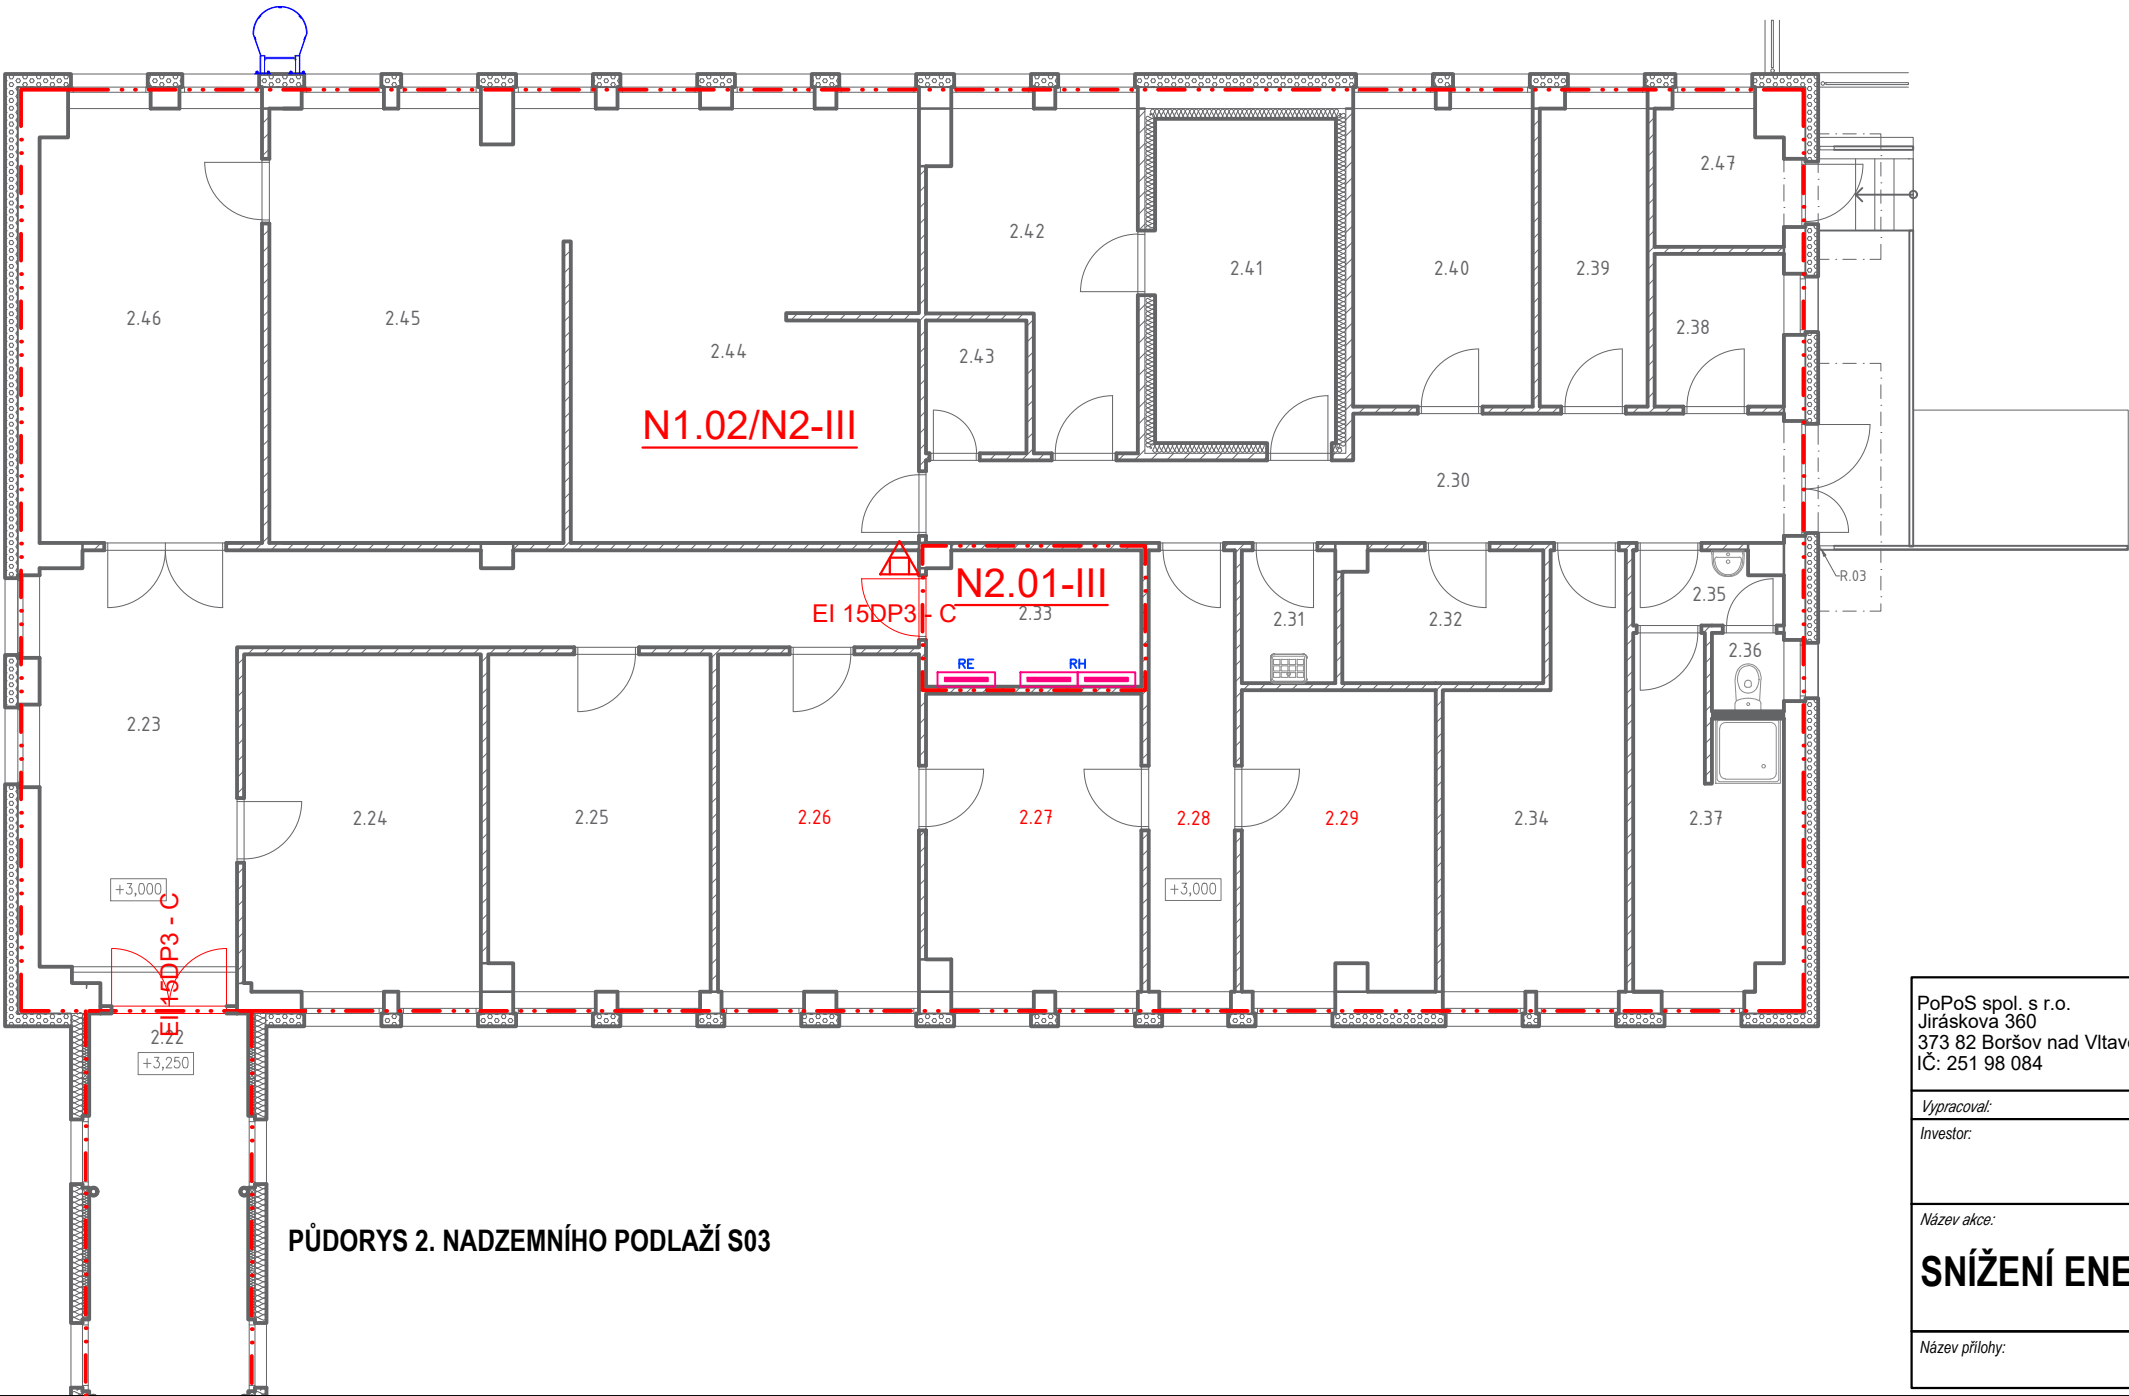 2.47
2.42
2.41
2.40
2.39
2.46
2.45
2.44
2.43
2.38
N1.02/N2-III
2.30
N2.01-III
EI 15DP3 - C
2.33
2.31
2.32
2.35
R.03
2.36
RE
RH
2.23
2.24
2.25
2.26
2.27
2.28
2.29
2.34
2.37
+3,000
+3,000
EI 15DP3 - C
2.22
+3,250
PŮDORYS 2. NADZEMNÍHO PODLAŽÍ S03
PoPoS spol. s r.o.
Jiráskova 360
373 82 Boršov nad Vltav
IČ: 251 98 084
Vypracoval:
Investor:
Název akce:
SNÍŽENÍ ENE
Název přílohy: